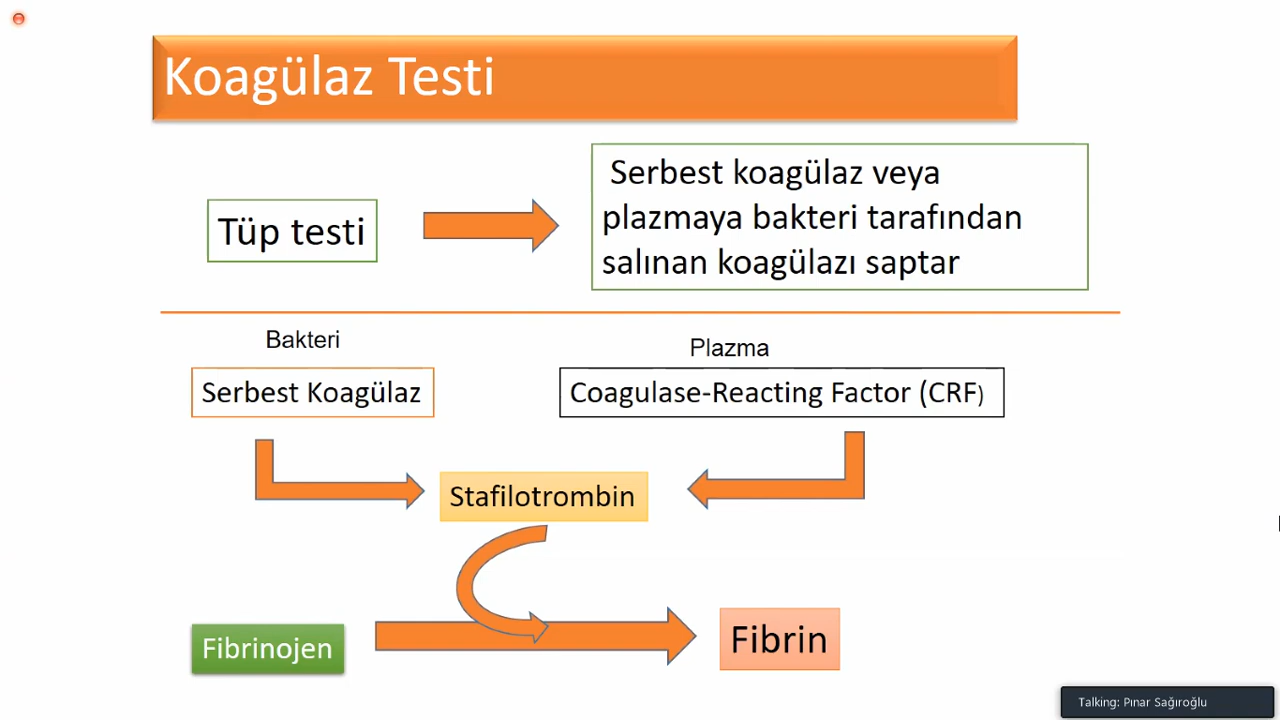 Koagülaz Testi
Tüp testi
Serbest koagülaz veya
plazmaya bakteri tarafından
salınan koagülazı saptar
Bakteri
Plazma
Serbest Koagülaz
Coagulase-Reacting Factor (CRF)
Stafilotrombin
Fibrinojen
Fibrin
Talking: Pınar Sağıroğlu